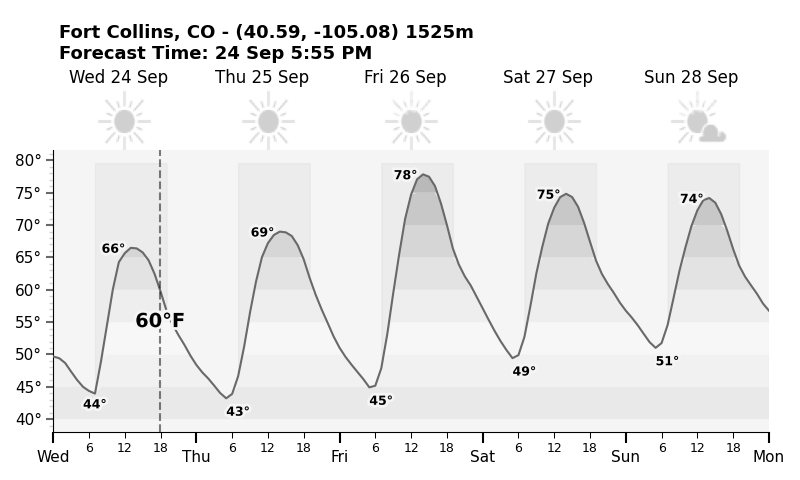 Fort Collins, CO - (40.59, -105.08) 1525m
Forecast Time: 24 Sep 5:55 PM
Wed 24 Sep Thu 25 Sep Fri 26 Sep Sat 27 Sep Sun 28 Sep
80°
78°
75° 75° 74°
70° 69°
66°
65°
60°
60°F
55°
50°
49° 51°
45° 44° 43° 45°
40°
6 12 18 6 12 18 6 12 18 6 12 18 6 12 18
Wed Thu Fri Sat Sun Mon